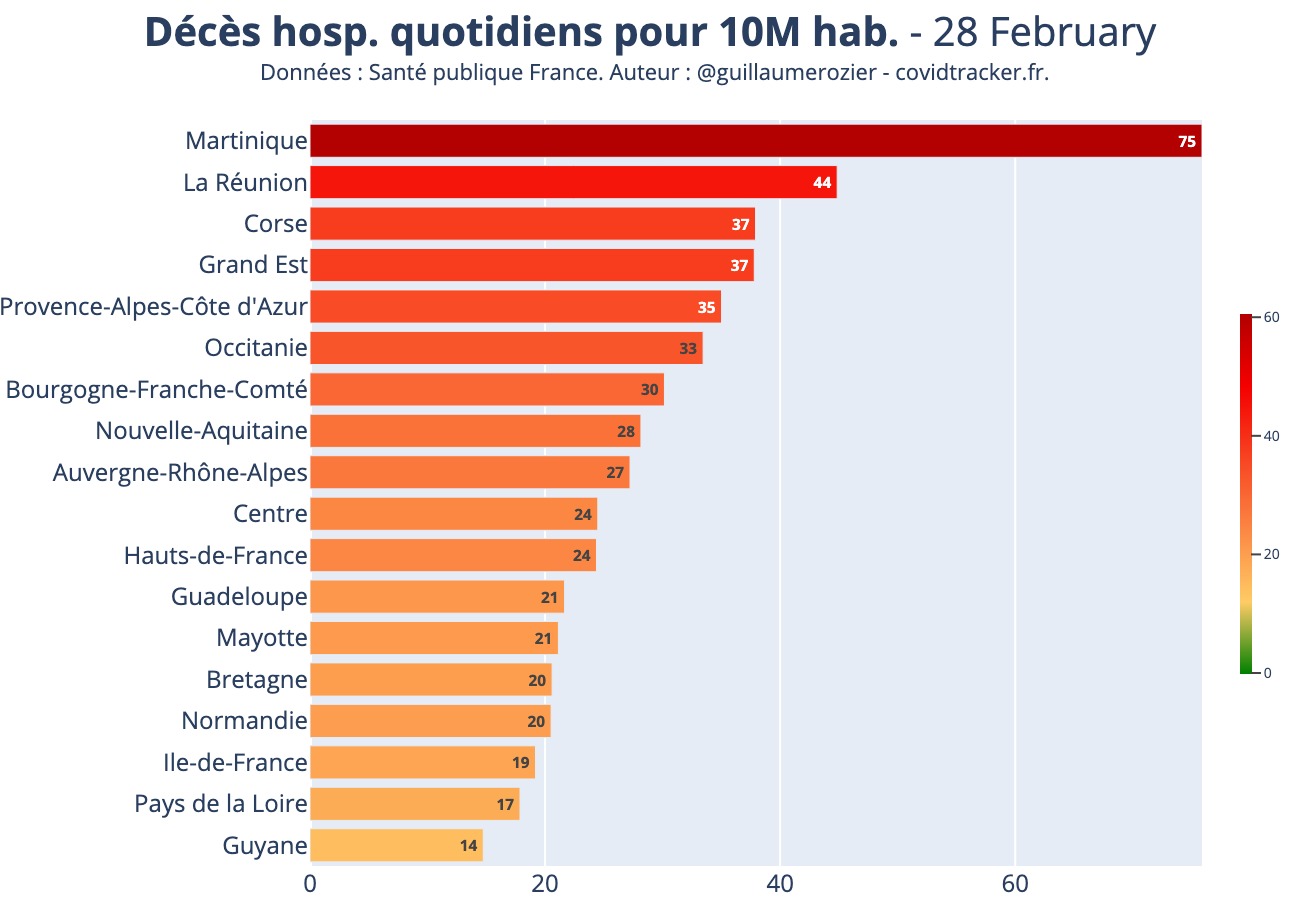 Décès hosp. quotidiens pour 10M hab. - 28 February
Données : Santé publique France. Auteur : @guillaumerozier - covidtracker.fr.
Martinique 75
La Réunion 44
Corse 37
Grand Est 37
Provence-Alpes-Côte d'Azur 35
Occitanie 33
Bourgogne-Franche-Comté 30
Nouvelle-Aquitaine 28
Auvergne-Rhône-Alpes 27
Centre 24
Hauts-de-France 24
Guadeloupe 21
Mayotte 21
Bretagne 20
Normandie 20
Ile-de-France 19
Pays de la Loire 17
Guyane 14
0 20 40 60
60
40
20
0